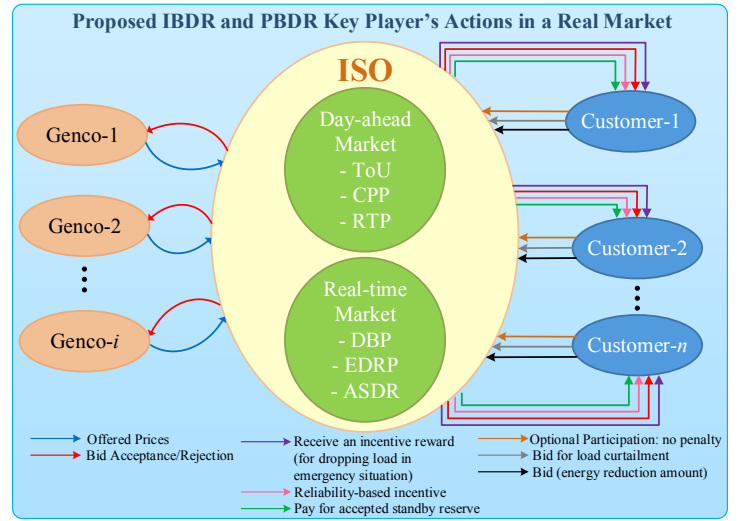 Proposed IBDR and PBDR Key Player's Actions in a Real Market
ISO
Day-ahead
Market
- ToU
- CPP
- RTP
Real-time
Market
- DBP
- EDRP
- ASDR
Genco-1
Genco-2
Genco-i
Customer-1
Customer-2
Customer-n
Offered Prices
Bid Acceptance/Rejection
Receive an incentive reward
(for dropping load in
emergency situation)
Reliability-based incentive
Pay for accepted standby reserve
Optional Participation: no penalty
Bid for load curtailment
Bid (energy reduction amount)